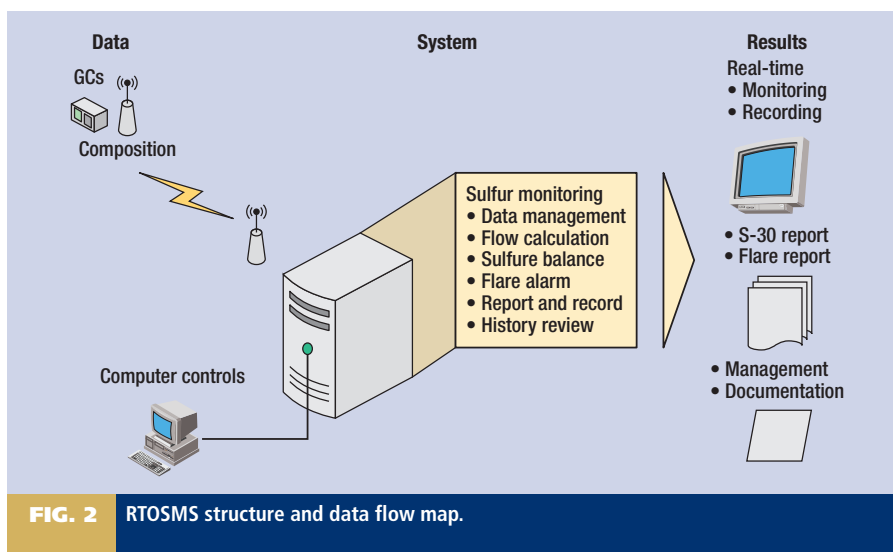 Data
System
Results
GCs
Composition
Computer controls
Sulfur monitoring
• Data management
• Flow calculation
• Sulfure balance
• Flare alarm
• Report and record
• History review
Real-time
• Monitoring
• Recording
• S-30 report
• Flare report
• Management
• Documentation
FIG. 2 RTOSMS structure and data flow map.